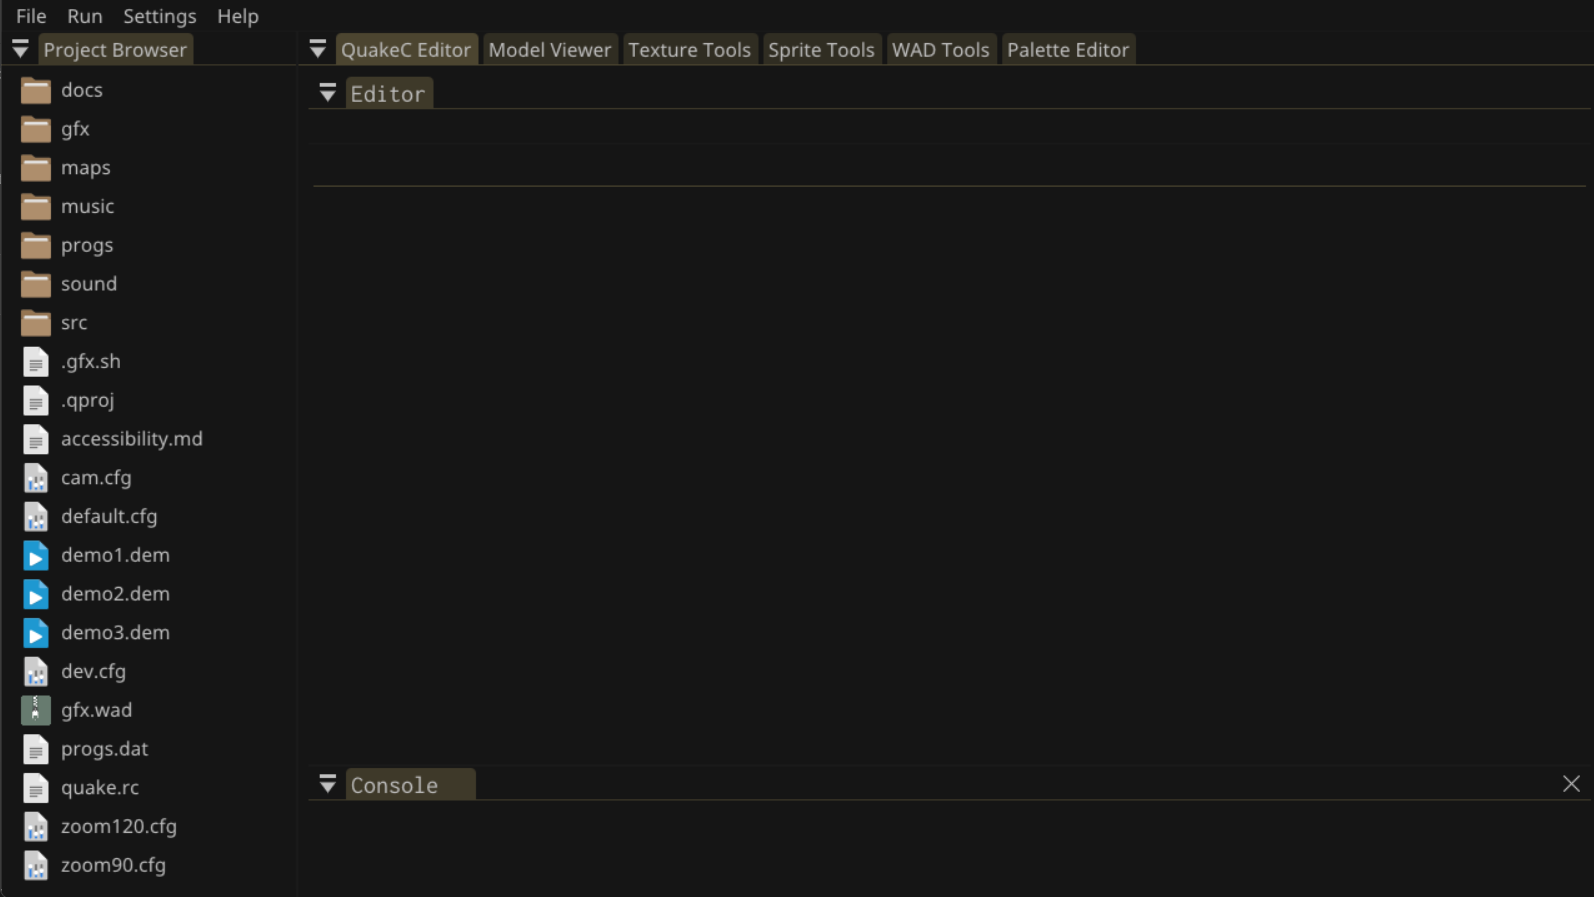 File Run Settings Help
Project Browser
QuakeC Editor Model Viewer Texture Tools Sprite Tools WAD Tools Palette Editor
docs
gfx
maps
music
progs
sound
src
.gfx.sh
.qproj
accessibility.md
cam.cfg
default.cfg
demo1.dem
demo2.dem
demo3.dem
dev.cfg
gfx.wad
progs.dat
quake.rc
zoom120.cfg
zoom90.cfg
Editor
Console